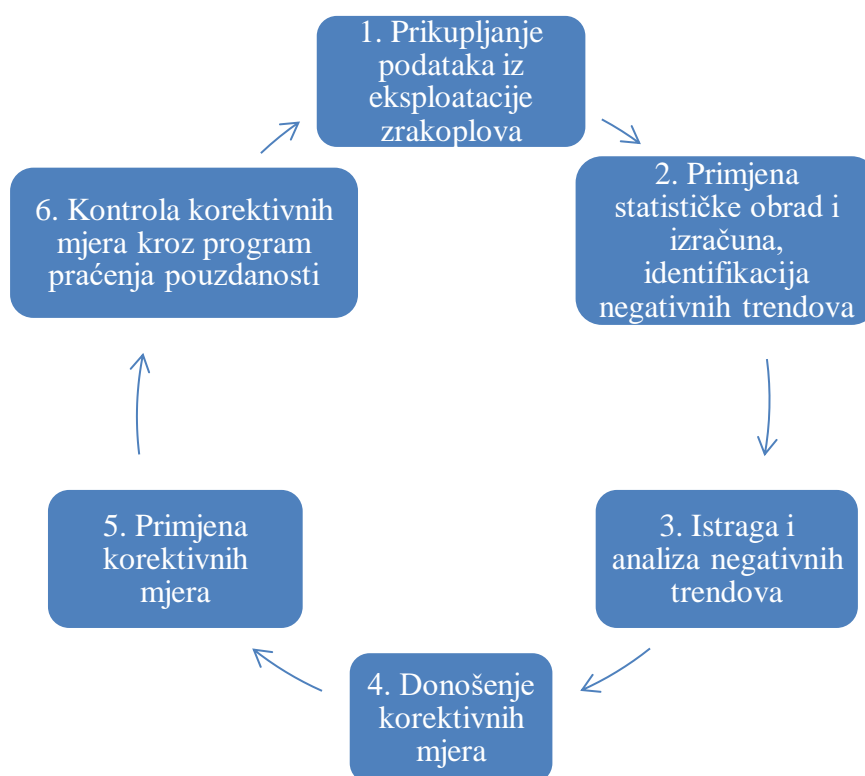 1. Prikupljanje
podataka iz
eksploatacije
zrakoplova
2. Primjena
statističke obrad i
izračuna,
identifikacija
negativnih trendova
3. Istraga i
analiza negativnih
trendova
4. Donošenje
korektivnih
mjera
5. Primjena
korektivnih
mjera
6. Kontrola korektivnih
mjera kroz program
praćenja pouzdanosti